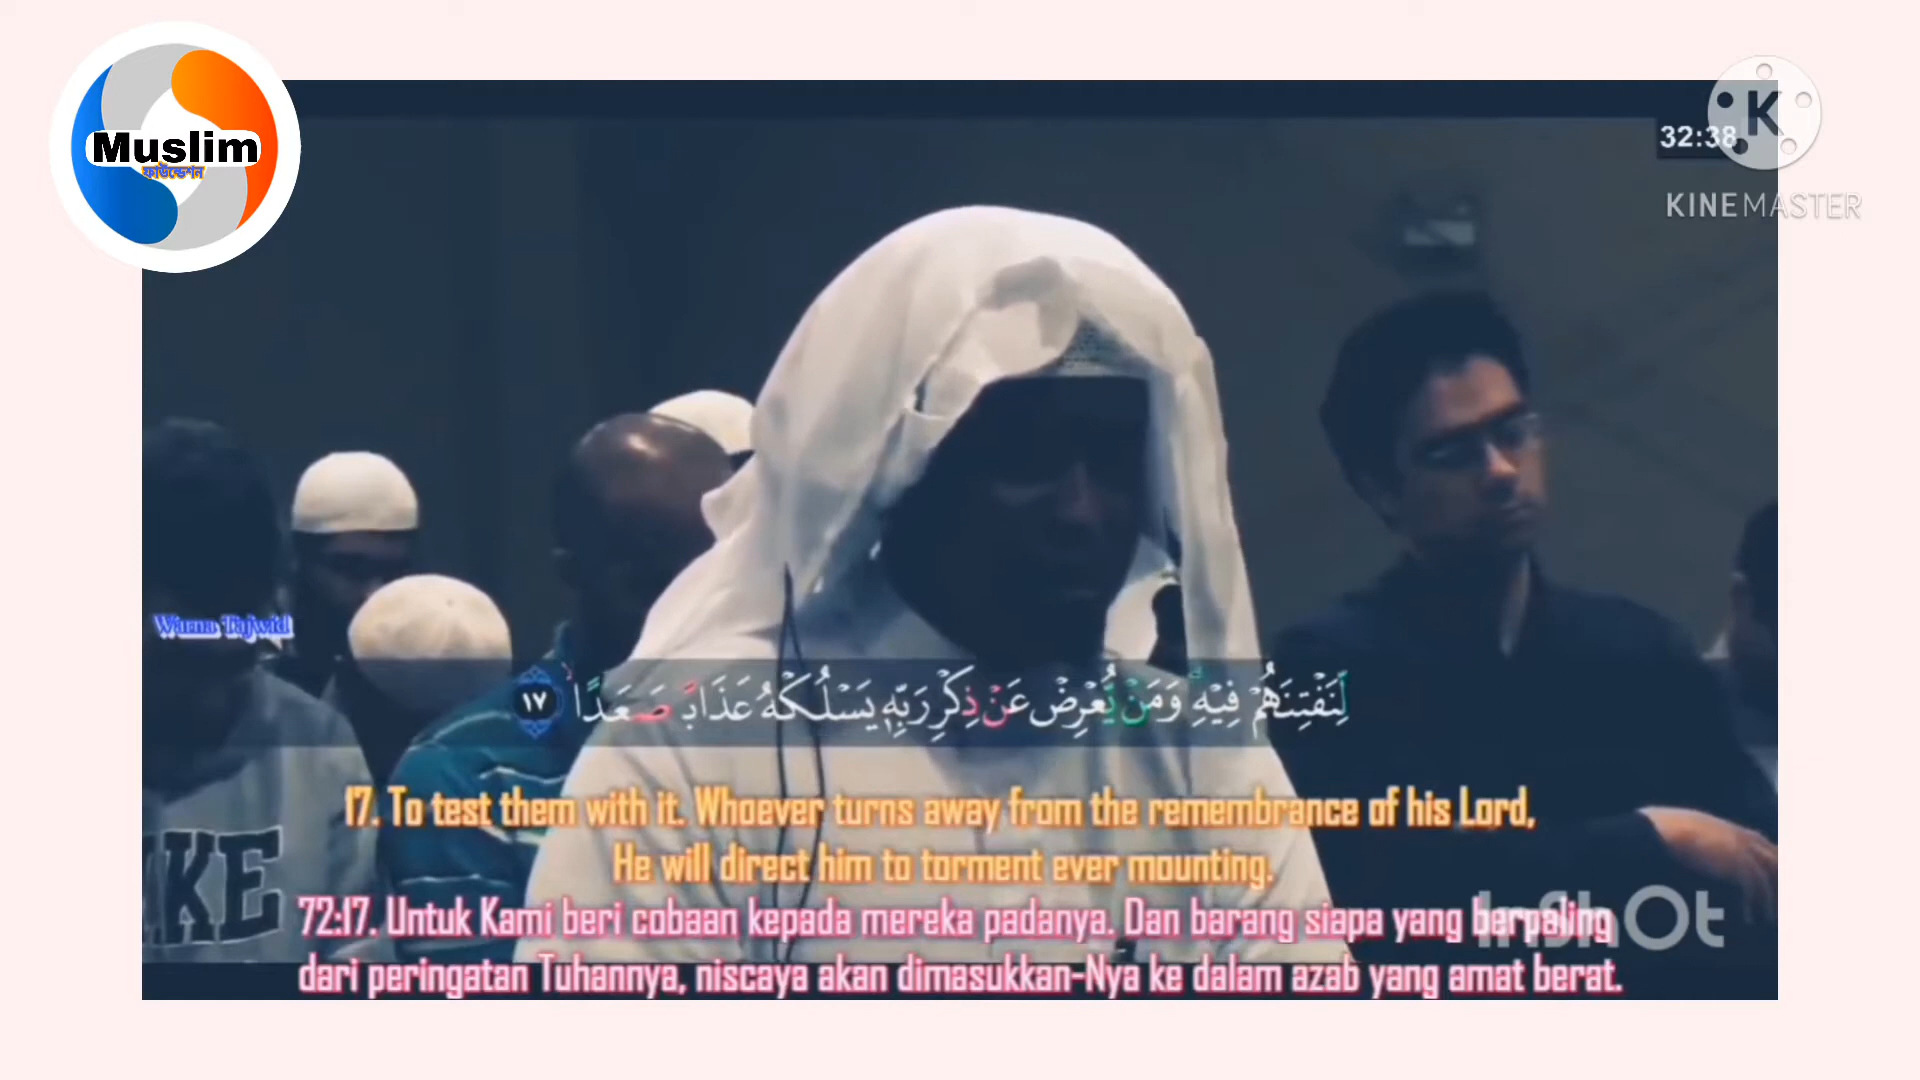 Muslim
ফাউন্ডেশন
32:38
K
KINEMASTER
Warna Tajwid
لِّنَفْتِنَهُمْ فِيْهِۗ وَمَنْ يُّعْرِضْ عَنْ ذِكْرِ رَبِّهٖ يَسْلُكْهُ عَذَابًا صَعَدًاۙ ١٧
17. To test them with it. Whoever turns away from the remembrance of his Lord,
He will direct him to torment ever mounting.
72:17. Untuk Kami beri cobaan kepada mereka padanya. Dan barang siapa yang berpaling
dari peringatan Tuhannya, niscaya akan dimasukkan-Nya ke dalam azab yang amat berat.
InShOt
KE